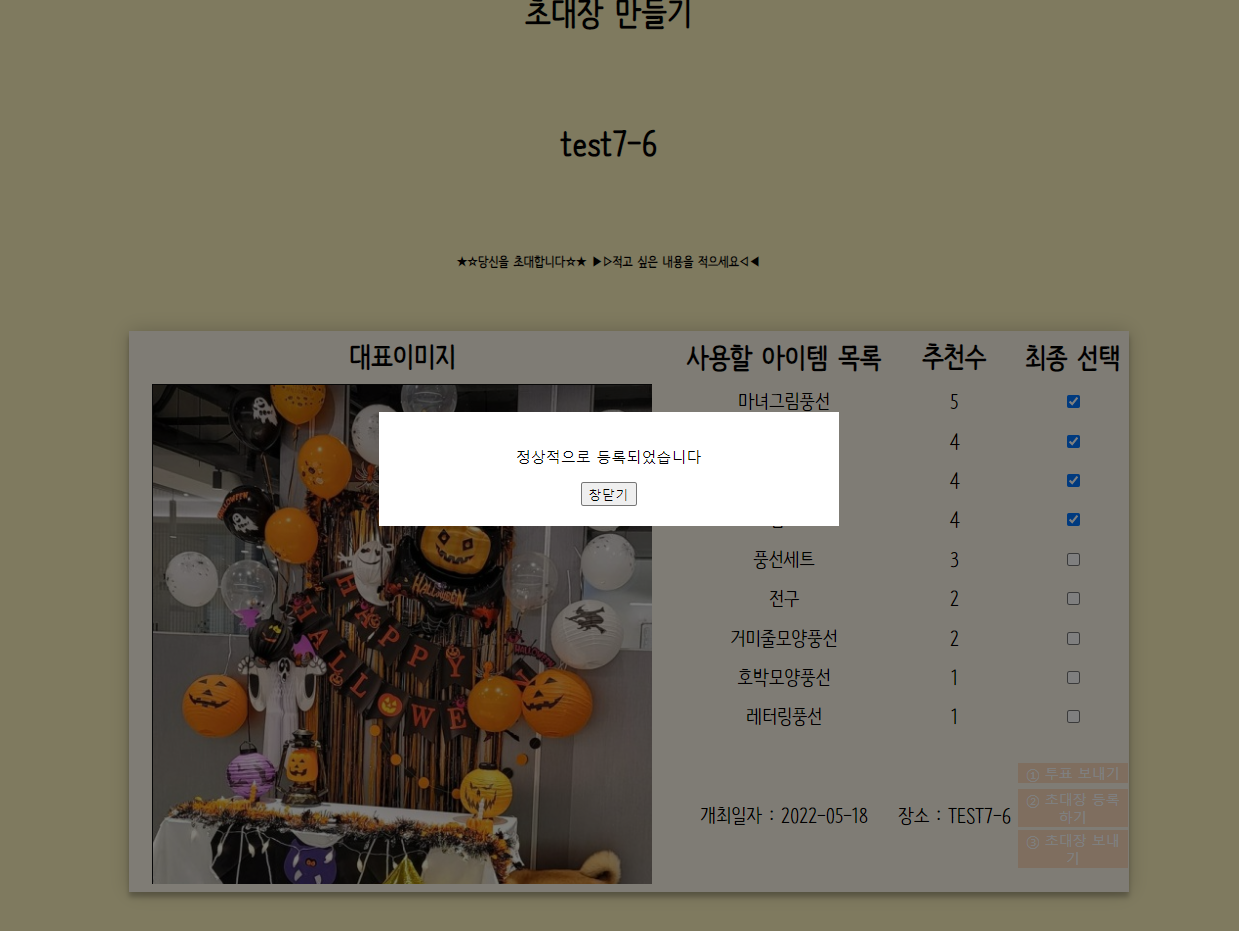 초대장 만들기
test7-6
★☆당신을 초대합니다☆★ ▶▷적고 싶은 내용을 적으세요◁◀
대표이미지 사용할 아이템 목록 추천수 최종 선택
마녀그림풍선 5
4
4
4
정상적으로 등록되었습니다
창닫기
풍선세트 3
전구 2
거미줄모양풍선 2
호박모양풍선 1
레터링풍선 1
HALLOWEEN
HALLOWEEN
HAPPY
HALLOWE
① 투표 보내기
② 초대장 등록
하기
③ 초대장 보내
기
개최일자 : 2022-05-18 장소 : TEST7-6